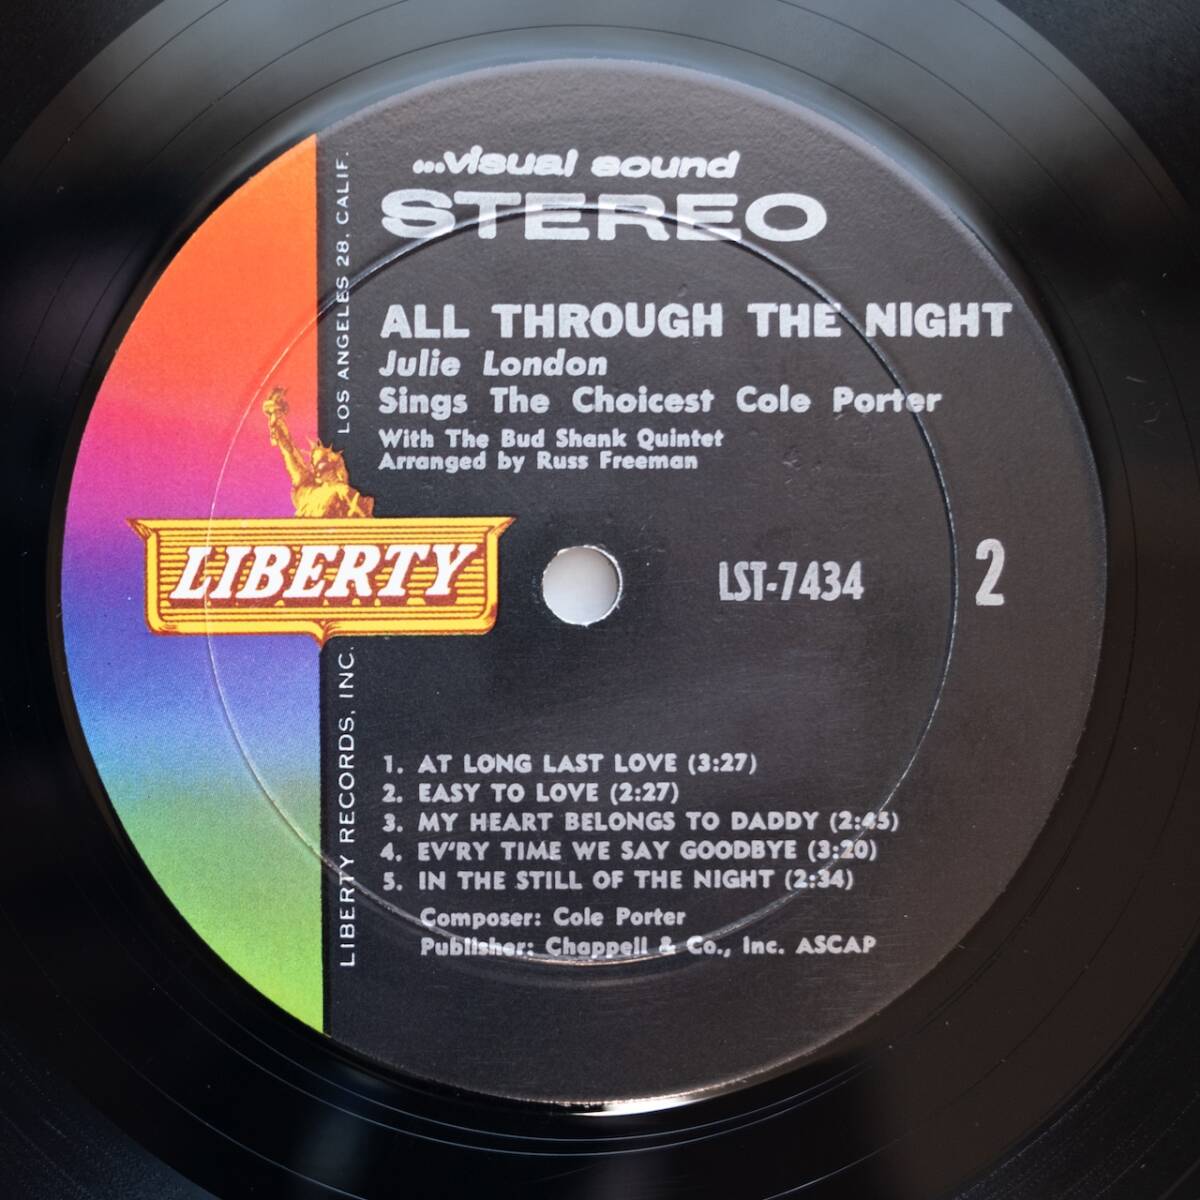 ...visual sound
STEREO
ALL THROUGH THE NIGHT
Julie London
Sings The Choicest Cole Porter
With The Bud Shank Quintet
Arranged by Russ Freeman
LIBERTY
LST-7434
2
1. AT LONG LAST LOVE (3:27)
2. EASY TO LOVE (2:27)
3. MY HEART BELONGS TO DADDY (2:45)
4. EV'RY TIME WE SAY GOODBYE (3:20)
5. IN THE STILL OF THE NIGHT (2:34)
Composer: Cole Porter
Publisher: Chappell & Co., Inc. ASCAP
LIBERTY RECORDS, INC. LOS ANGELES 28, CALIF.